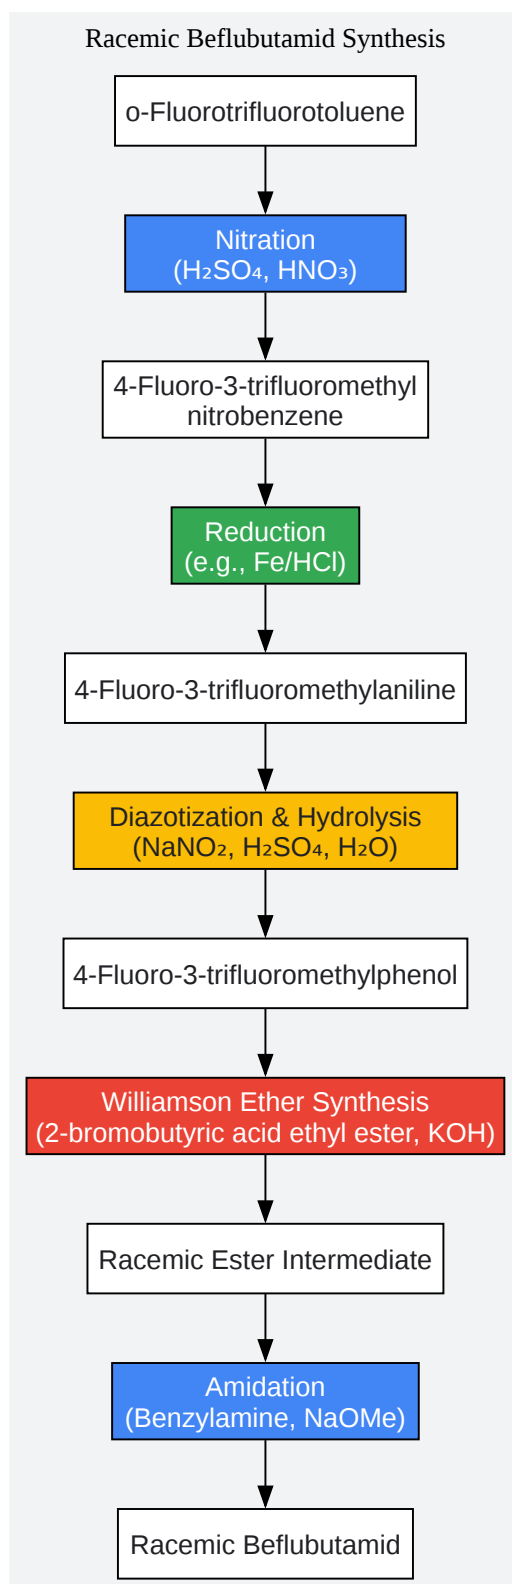 Racemic Beflubutamid Synthesis
o-Fluorotrifluorotoluene
Nitration
(H₂SO₄, HNO₃)
4-Fluoro-3-trifluoromethyl
nitrobenzene
Reduction
(e.g., Fe/HCl)
4-Fluoro-3-trifluoromethylaniline
Diazotization & Hydrolysis
(NaNO₂, H₂SO₄, H₂O)
4-Fluoro-3-trifluoromethylphenol
Williamson Ether Synthesis
(2-bromobutyric acid ethyl ester, KOH)
Racemic Ester Intermediate
Amidation
(Benzylamine, NaOMe)
Racemic Beflubutamid